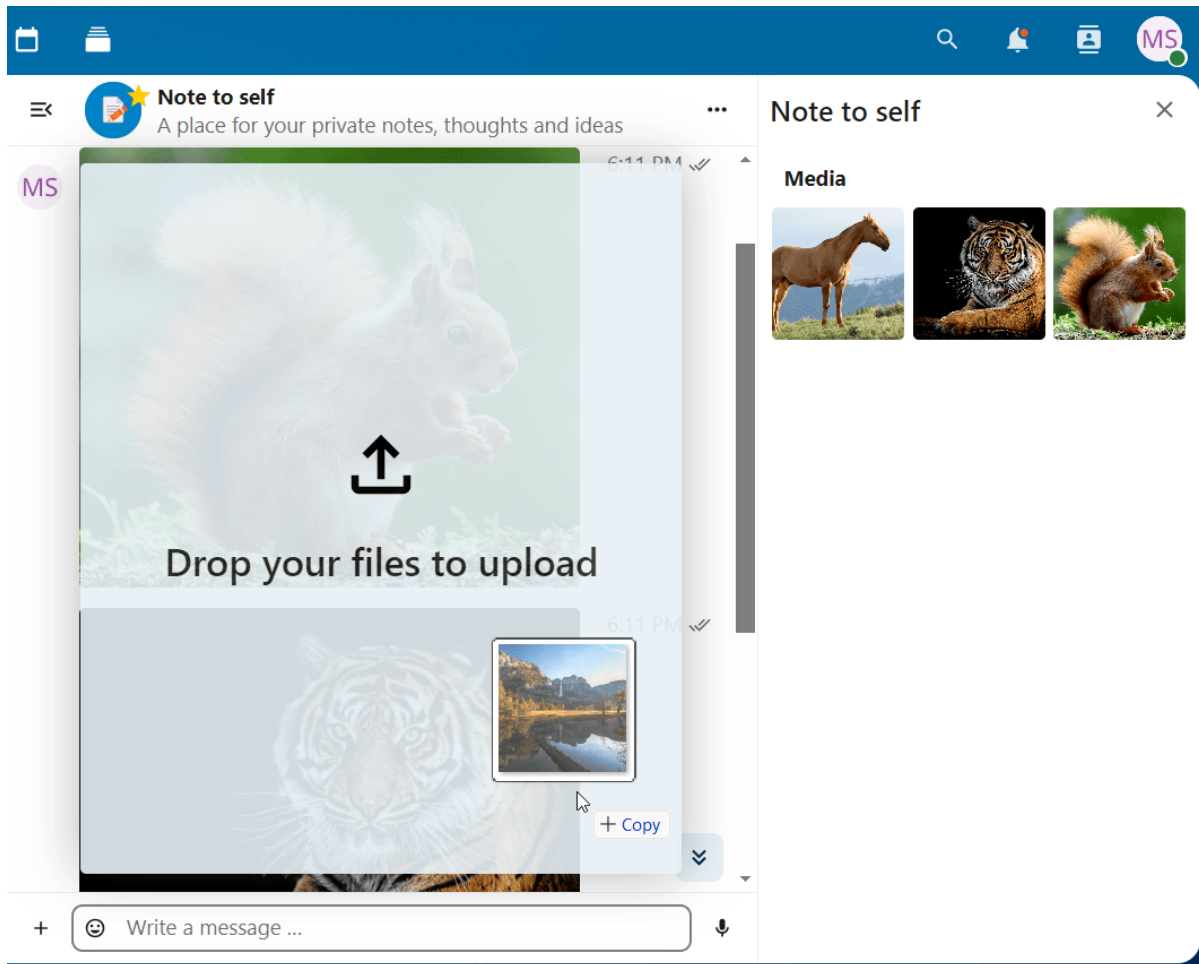 MS
Note to self
A place for your private notes, thoughts and ideas
Note to self
Media
MS
6:11 PM
Drop your files to upload
6:11 PM
Copy
Write a message ...